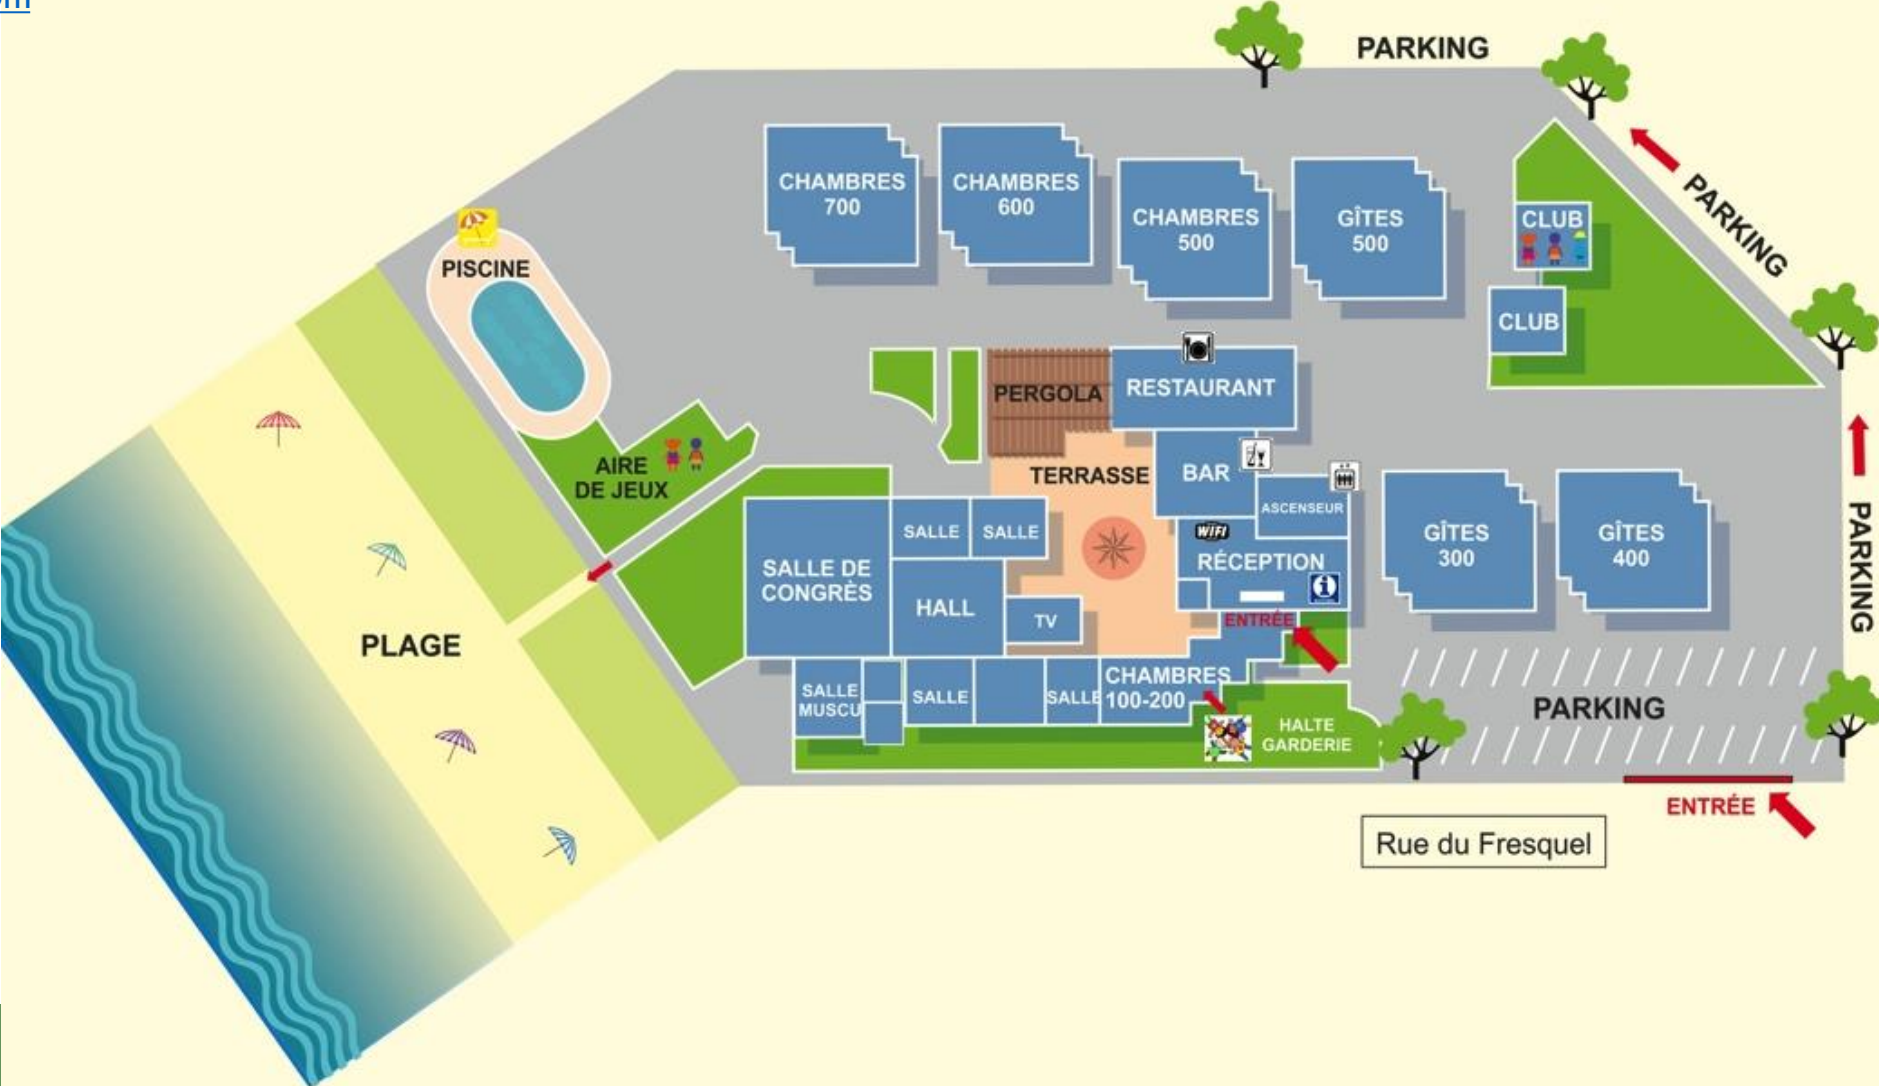 PARKING
CHAMBRES
700
CHAMBRES
600
CHAMBRES
500
GÎTES
500
CLUB
CLUB
PARKING
PISCINE
PERGOLA
RESTAURANT
AIRE
DE JEUX
TERRASSE
BAR
ASCENSEUR
WiFi
RÉCEPTION
i
ENTRÉE
GÎTES
300
GÎTES
400
PARKING
SALLE
SALLE
SALLE DE
CONGRÈS
HALL
TV
PLAGE
SALLE
MUSCU
SALLE
SALLE
CHAMBRES
100-200
HALTE
GARDERIE
PARKING
ENTRÉE
Rue du Fresquel